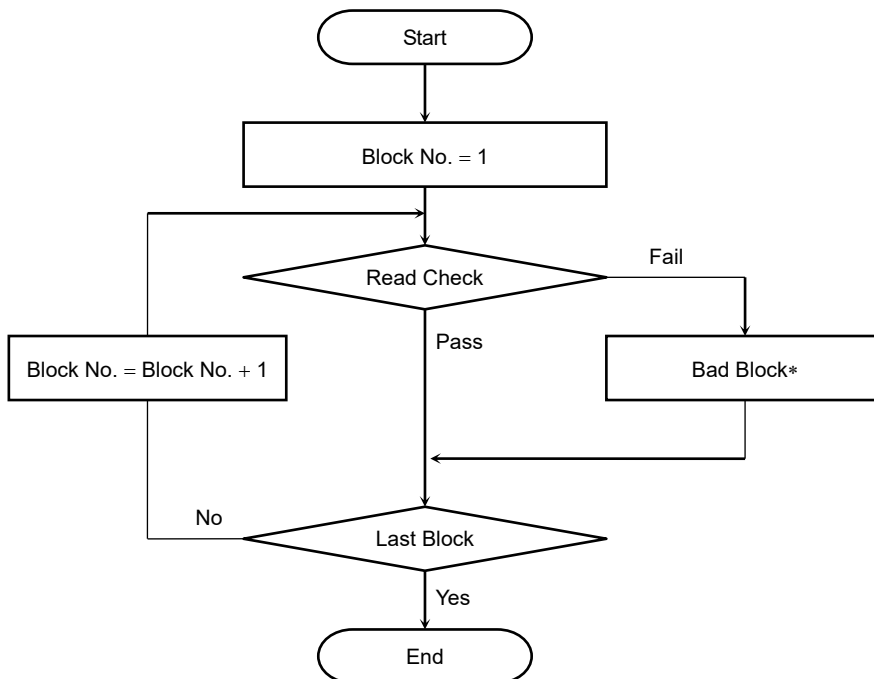 Start
Block No. = 1
Read Check
Fail
Pass
Block No. = Block No. + 1
Bad Block*
No
Last Block
Yes
End